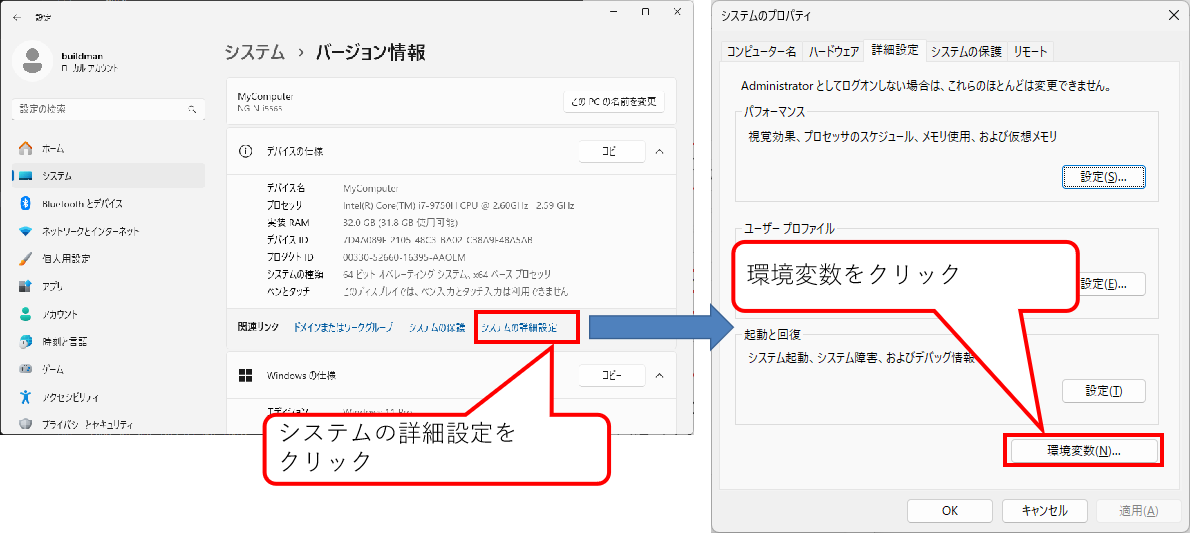 設定
buildman
ローカル アカウント
設定の検索
ホーム
システム
Bluetooth とデバイス
ネットワークとインターネット
個人用設定
アプリ
アカウント
時刻と言語
ゲーム
アクセシビリティ
プライバシーとセキュリティ
システム › バージョン情報
MyComputer
このPCの名前を変更
デバイスの仕様
コピー
デバイス名 MyComputer
プロセッサ Intel(R) Core(TM) i7-9750H CPU @ 2.60GHz 2.59 GHz
実装 RAM 32.0 GB (31.8 GB 使用可能)
デバイス ID
プロダクト ID 00330-52660-16395-AAOEM
システムの種類 64 ビット オペレーティング システム、x64 ベース プロセッサ
ペンとタッチ このディスプレイでは、ペン入力とタッチ入力は利用できません
関連リンク ドメインまたはワークグループ システムの保護 システムの詳細設定
Windows の仕様
コピー
エディション Windows 11 Pro
システムの詳細設定を
クリック
システムのプロパティ
コンピューター名 ハードウェア 詳細設定 システムの保護 リモート
Administrator としてログオンしない場合は、これらのほとんどは変更できません。
パフォーマンス
視覚効果、プロセッサのスケジュール、メモリ使用、および仮想メモリ
設定(S)...
ユーザー プロファイル
環境変数をクリック
設定(E)...
起動と回復
システム起動、システム障害、およびデバッグ情報
設定(T)
環境変数(N)...
OK キャンセル 適用(A)